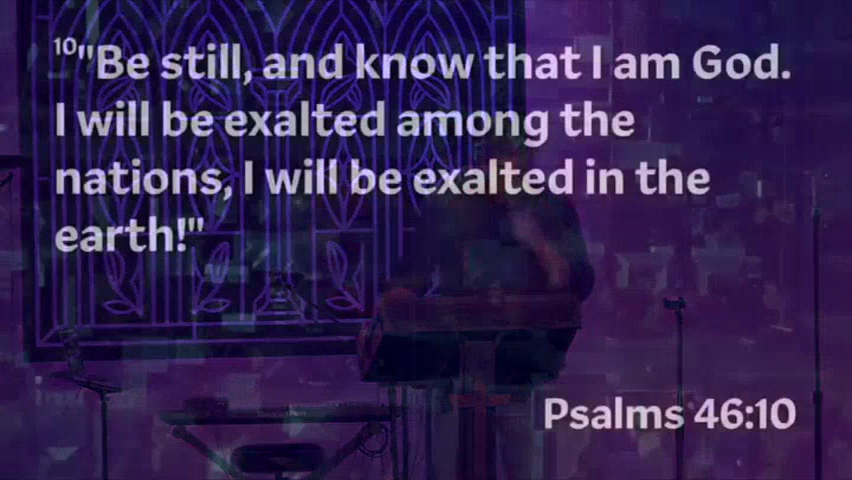 ¹⁰"Be still, and know that I am God.
I will be exalted among the
nations, I will be exalted in the
earth!"
Psalms 46:10